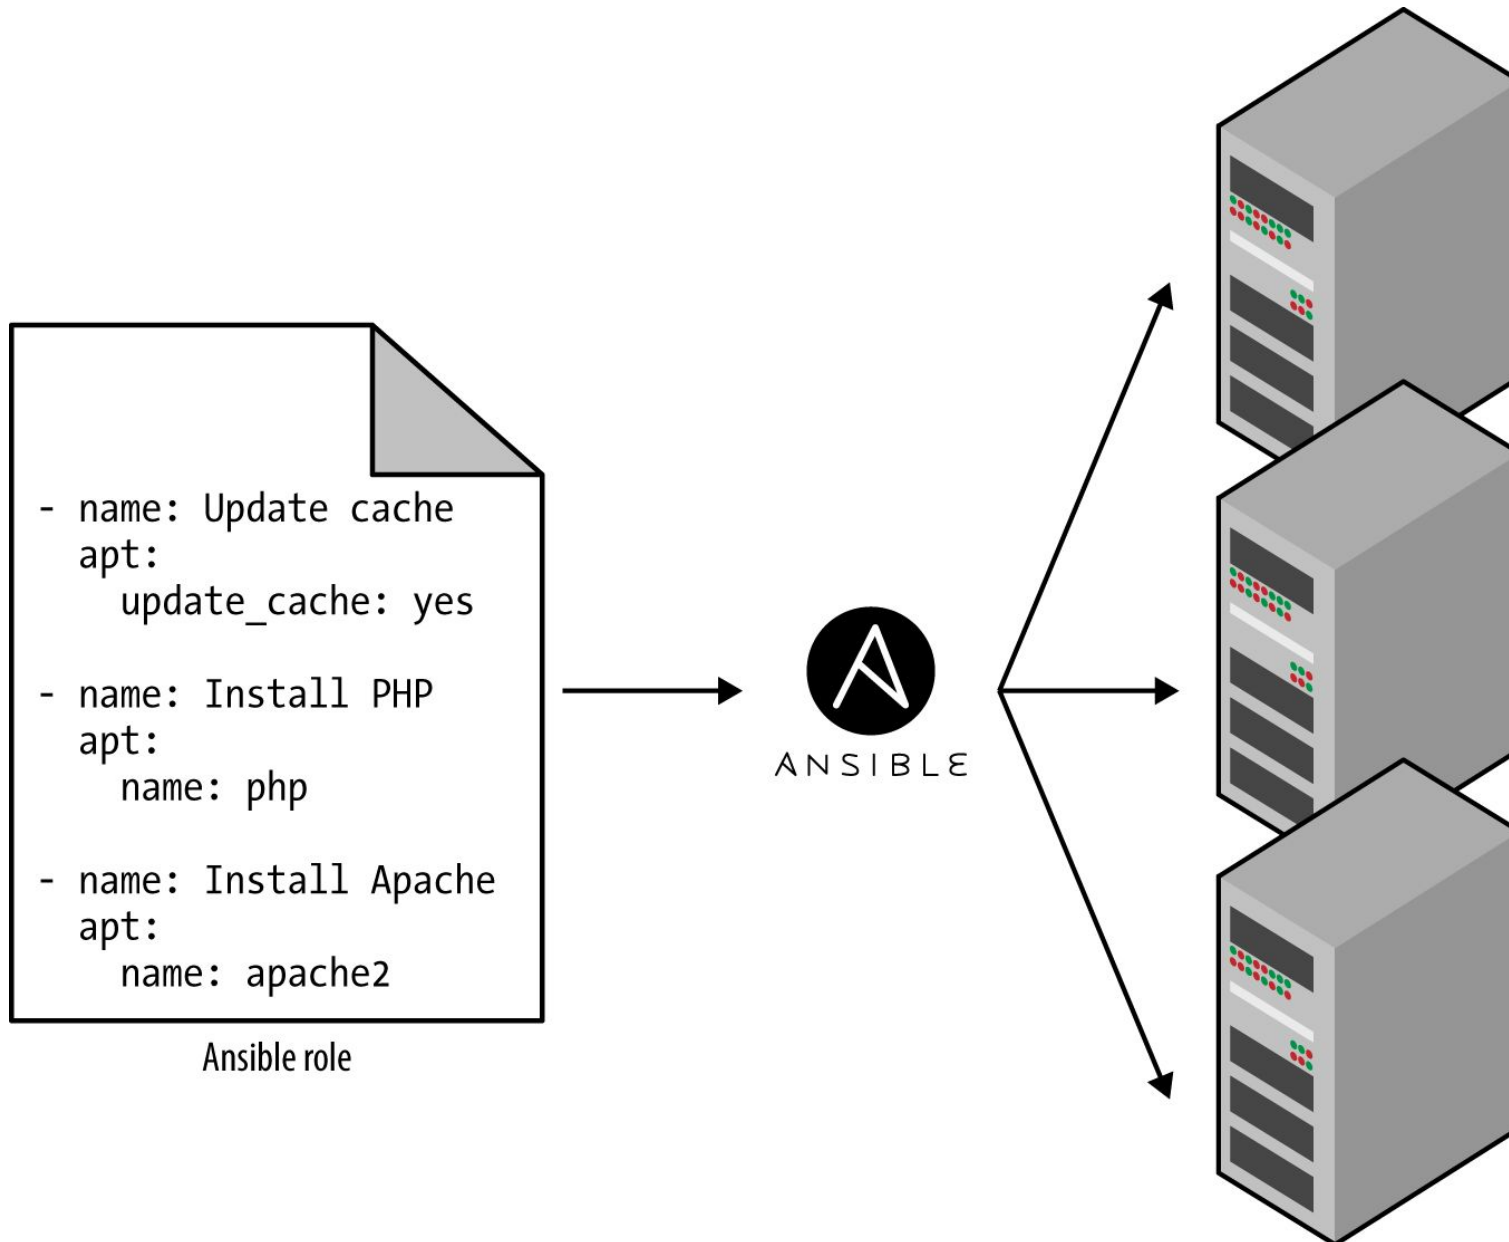 - name: Update cache
  apt:
    update_cache: yes
- name: Install PHP
  apt:
    name: php
- name: Install Apache
  apt:
    name: apache2
Ansible role
ANSIBLE